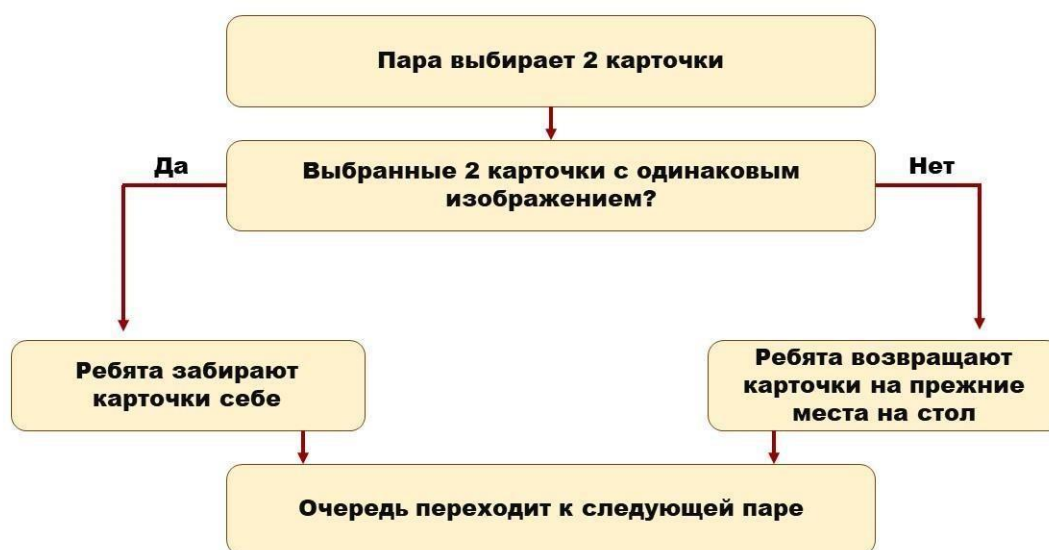 Пара выбирает 2 карточки
Да
Выбранные 2 карточки с одинаковым
изображением?
Нет
Ребята забирают
карточки себе
Ребята возвращают
карточки на прежние
места на стол
Очередь переходит к следующей паре